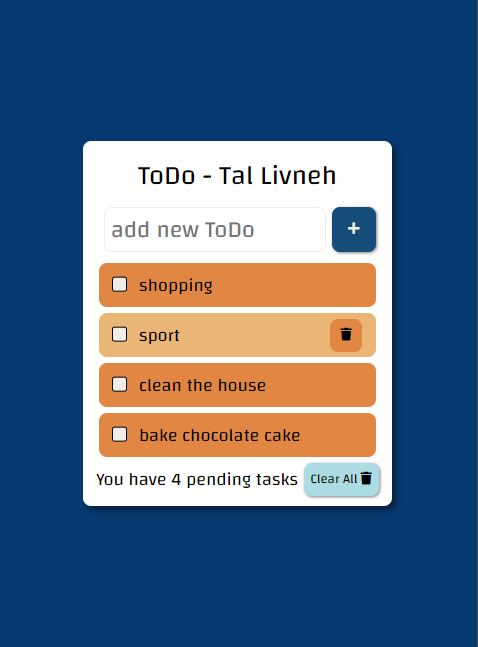 ToDo - Tal Livneh
add new ToDo +
shopping
sport
clean the house
bake chocolate cake
You have 4 pending tasks Clear All